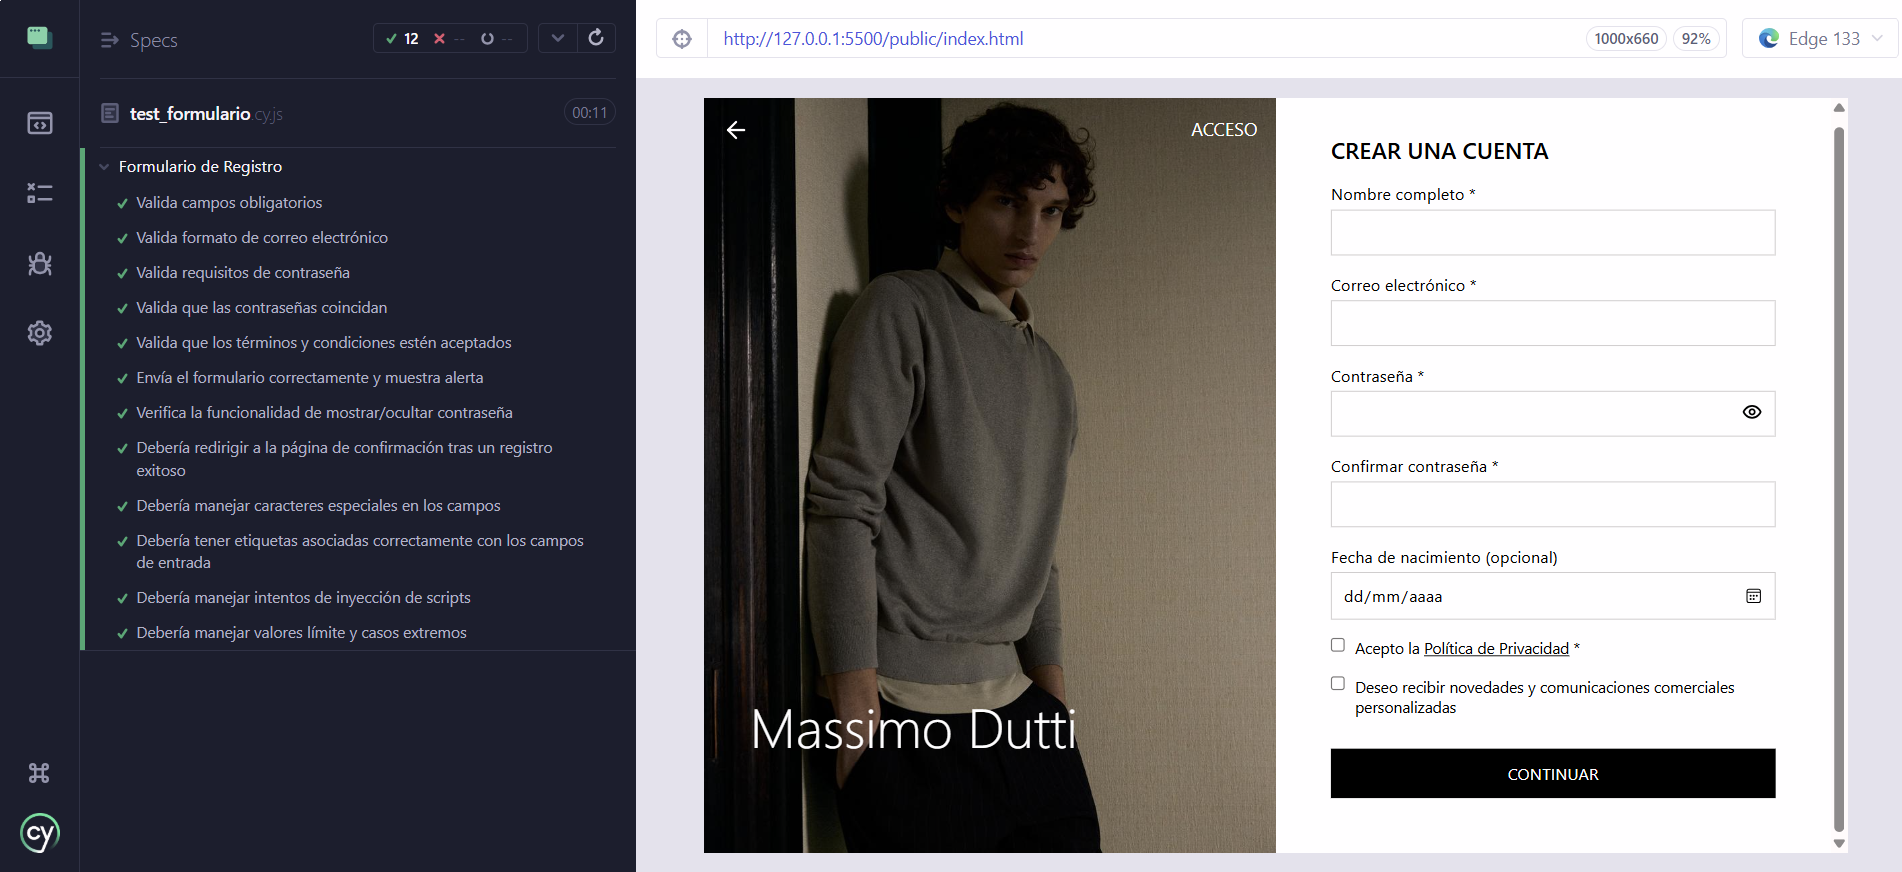 Specs
12 -- --
test_formulario.cy.js
00:11
Formulario de Registro
Valida campos obligatorios
Valida formato de correo electrónico
Valida requisitos de contraseña
Valida que las contraseñas coincidan
Valida que los términos y condiciones estén aceptados
Envía el formulario correctamente y muestra alerta
Verifica la funcionalidad de mostrar/ocultar contraseña
Debería redirigir a la página de confirmación tras un registro
exitoso
Debería manejar caracteres especiales en los campos
Debería tener etiquetas asociadas correctamente con los campos
de entrada
Debería manejar intentos de inyección de scripts
Debería manejar valores límite y casos extremos
cy
http://127.0.0.1:5500/public/index.html
1000x660
92%
Edge 133
ACCESO
Massimo Dutti
CREAR UNA CUENTA
Nombre completo *
Correo electrónico *
Contraseña *
Confirmar contraseña *
Fecha de nacimiento (opcional)
dd/mm/aaaa
Acepto la Política de Privacidad *
Deseo recibir novedades y comunicaciones comerciales
personalizadas
CONTINUAR